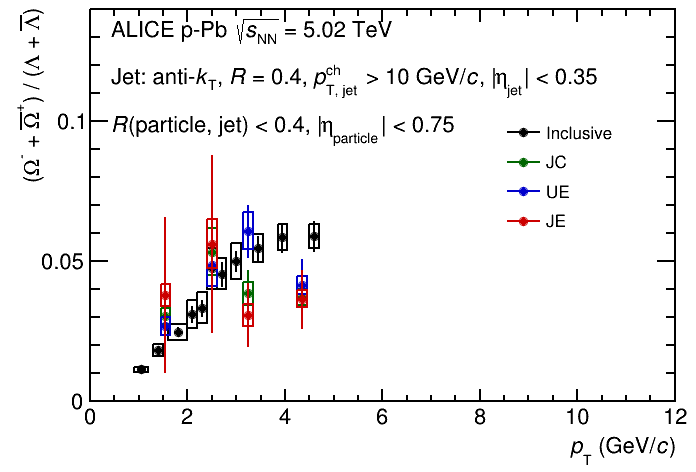 ALICE p-Pb √s_NN = 5.02 TeV
Jet: anti-k_T, R = 0.4, p_T, jet^ch > 10 GeV/c, |η_jet| < 0.35
R(particle, jet) < 0.4, |η_particle| < 0.75
(Ω⁻ + Ω̅⁺) / (Λ + Λ̅)
0.1
0.05
0
Inclusive
JC
UE
JE
0 2 4 6 8 10 12
p_T (GeV/c)